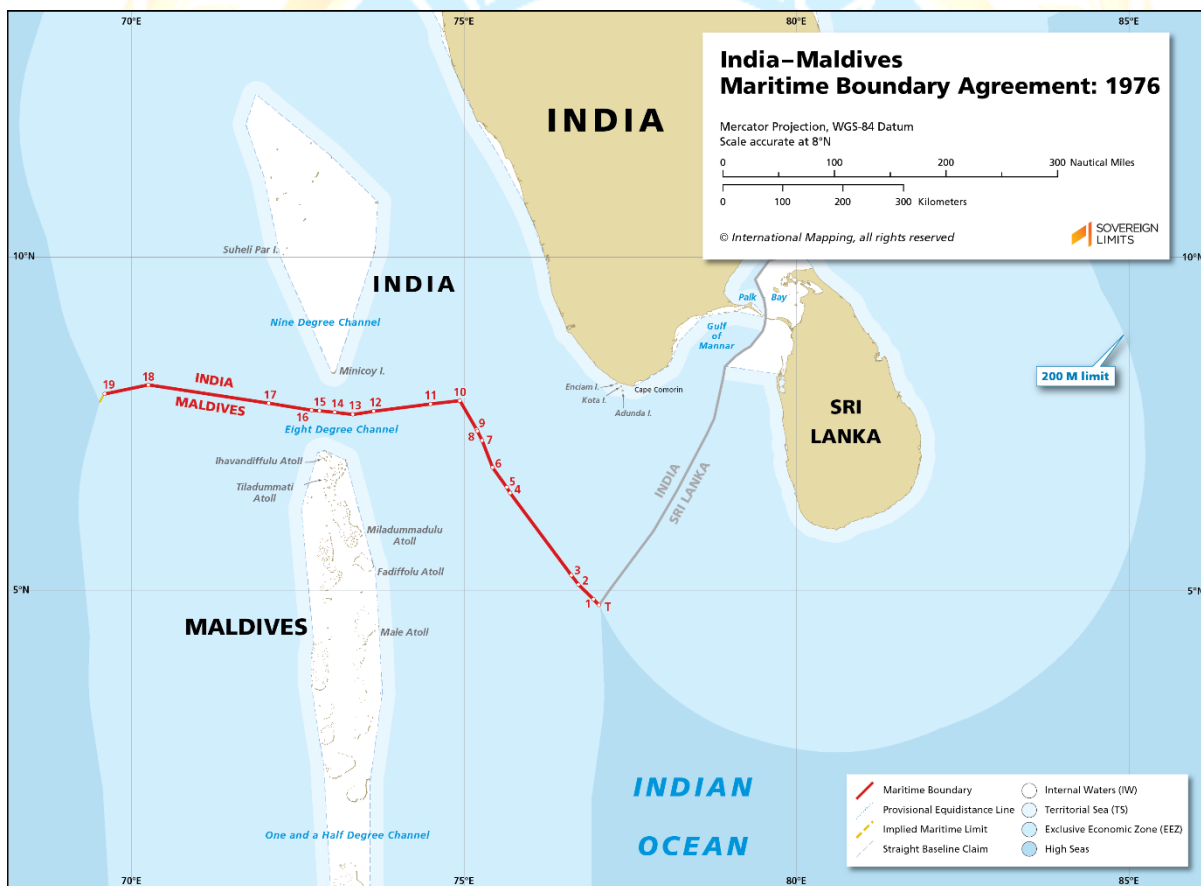 70°E
75°E
80°E
85°E
India–Maldives
Maritime Boundary Agreement: 1976
Mercator Projection, WGS-84 Datum
Scale accurate at 8°N
0 100 200 300 Nautical Miles
0 100 200 300 Kilometers
© International Mapping, all rights reserved
SOVEREIGN
LIMITS
INDIA
10°N
10°N
Suheli Par I.
INDIA
Nine Degree Channel
Palk Bay
Gulf
of
Mannar
200 M limit
Minicoy I.
Enciam I.
Kota I.
Adunda I.
Cape Comorin
SRI
LANKA
19
18
INDIA
MALDIVES
17
16
15
14
13
12
11
10
9
8
7
6
5
4
3
2
1
T
Eight Degree Channel
INDIA
SRI LANKA
Ihavandiffulu Atoll
Tiladummati
Atoll
Miladummadulu
Atoll
Fadiffolu Atoll
5°N
5°N
MALDIVES
Male Atoll
INDIAN
OCEAN
One and a Half Degree Channel
Maritime Boundary
Provisional Equidistance Line
Implied Maritime Limit
Straight Baseline Claim
Internal Waters (IW)
Territorial Sea (TS)
Exclusive Economic Zone (EEZ)
High Seas
70°E
75°E
80°E
85°E